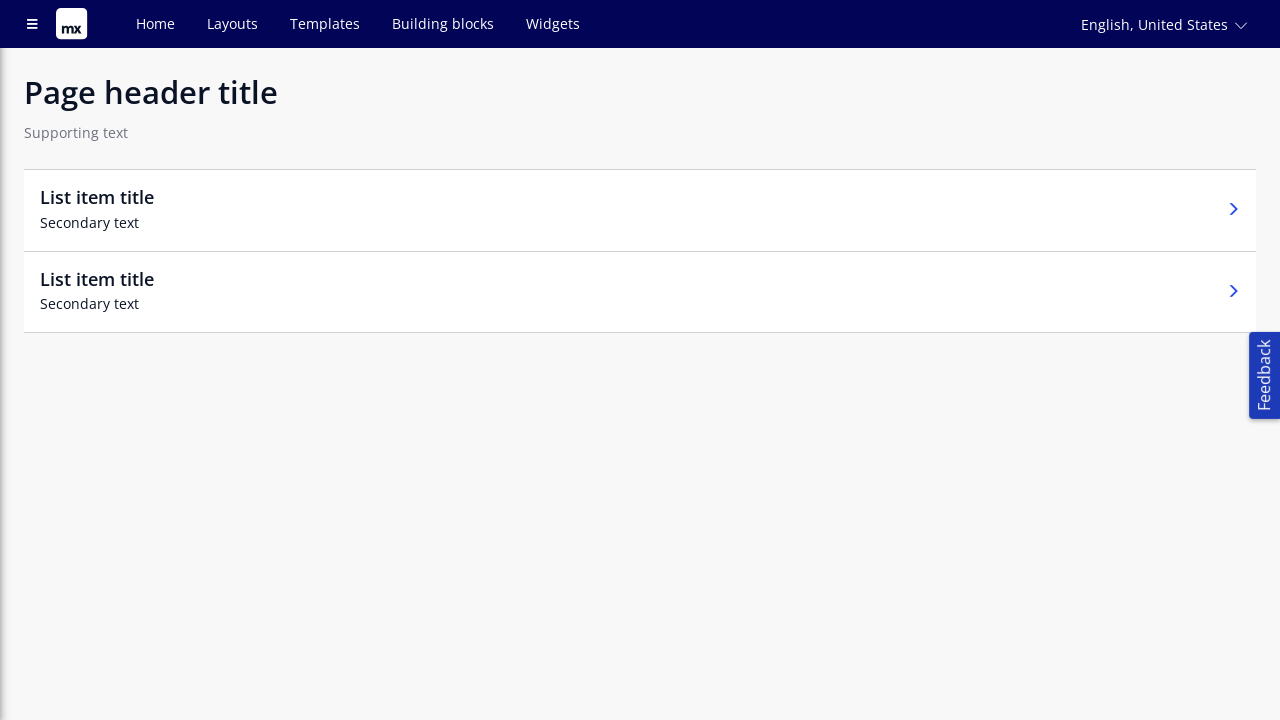 mx
Home
Layouts
Templates
Building blocks
Widgets
English, United States
Page header title
Supporting text
List item title
Secondary text
List item title
Secondary text
Feedback